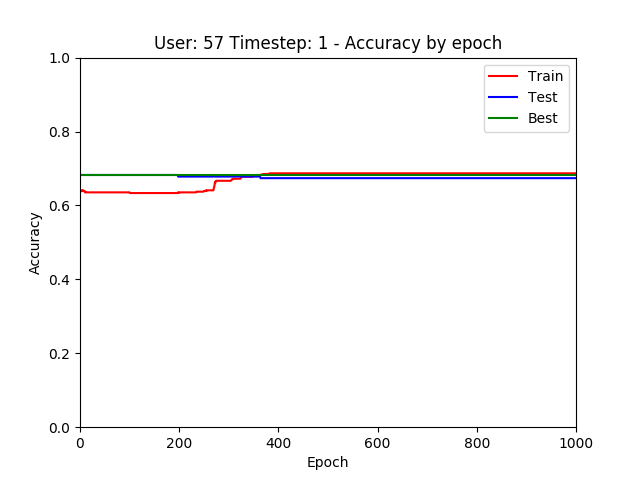 User: 57 Timestep: 1 - Accuracy by epoch
1.0
0.8
0.6
0.4
0.2
0.0
Accuracy
Train
Test
Best
0 200 400 600 800 1000
Epoch